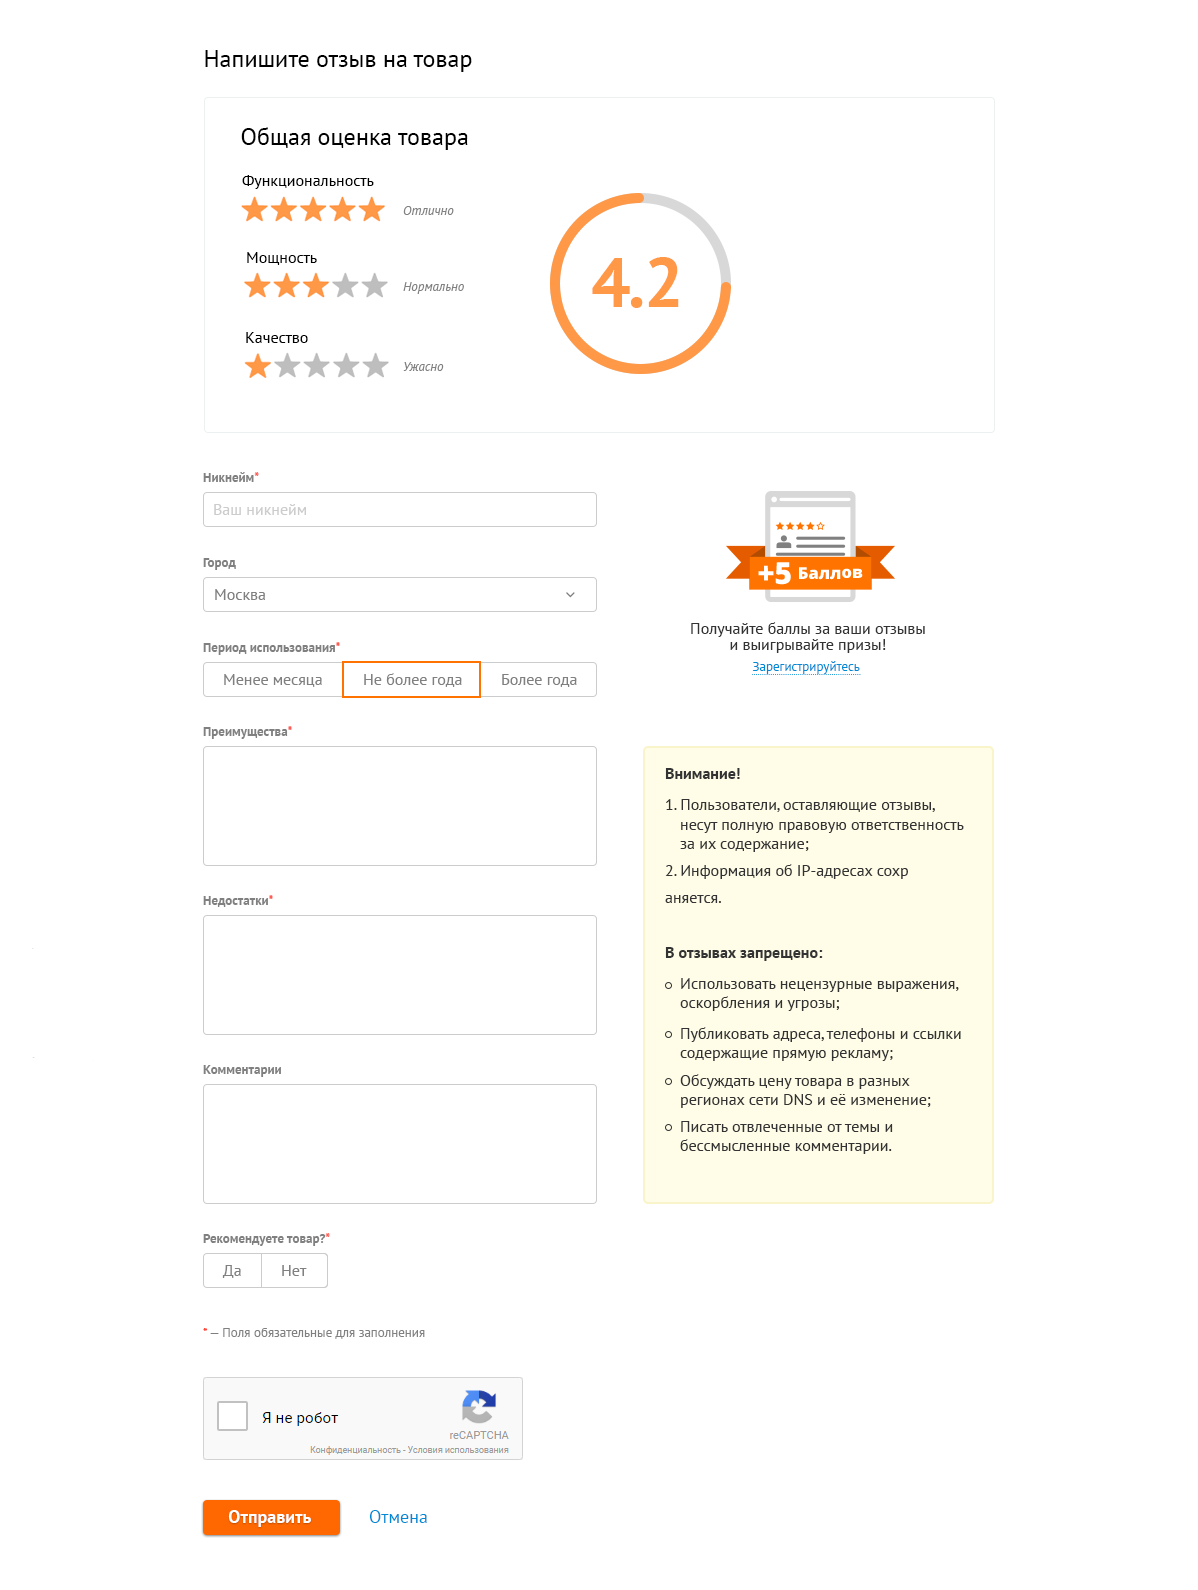 Напишите отзыв на товар
Общая оценка товара
Функциональность
Отлично
Мощность
Нормально
Качество
Ужасно
4.2
Никнейм*
Ваш никнейм
Город
Москва
Период использования*
Менее месяца
Не более года
Более года
Преимущества*
Недостатки*
Комментарии
Рекомендуете товар?*
Да
Нет
* — Поля обязательные для заполнения
Я не робот
reCAPTCHA
Конфиденциальность - Условия использования
Отправить
Отмена
+5 Баллов
Получайте баллы за ваши отзывы
и выигрывайте призы!
Зарегистрируйтесь
Внимание!
1. Пользователи, оставляющие отзывы,
несут полную правовую ответственность
за их содержание;
2. Информация об IP-адресах сохр
аняется.
В отзывах запрещено:
Использовать нецензурные выражения,
оскорбления и угрозы;
Публиковать адреса, телефоны и ссылки
содержащие прямую рекламу;
Обсуждать цену товара в разных
регионах сети DNS и её изменение;
Писать отвлеченные от темы и
бессмысленные комментарии.